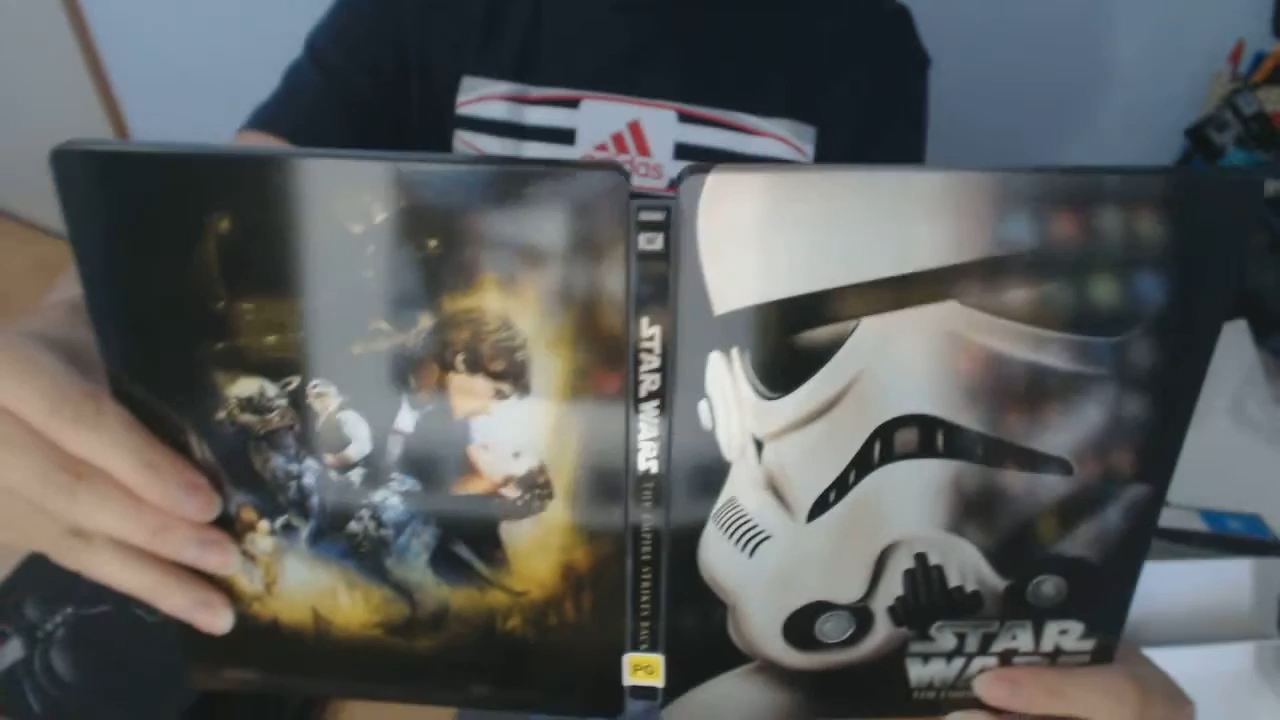 adidas
STAR WARS THE EMPIRE STRIKES BACK
PG
STAR
WARS